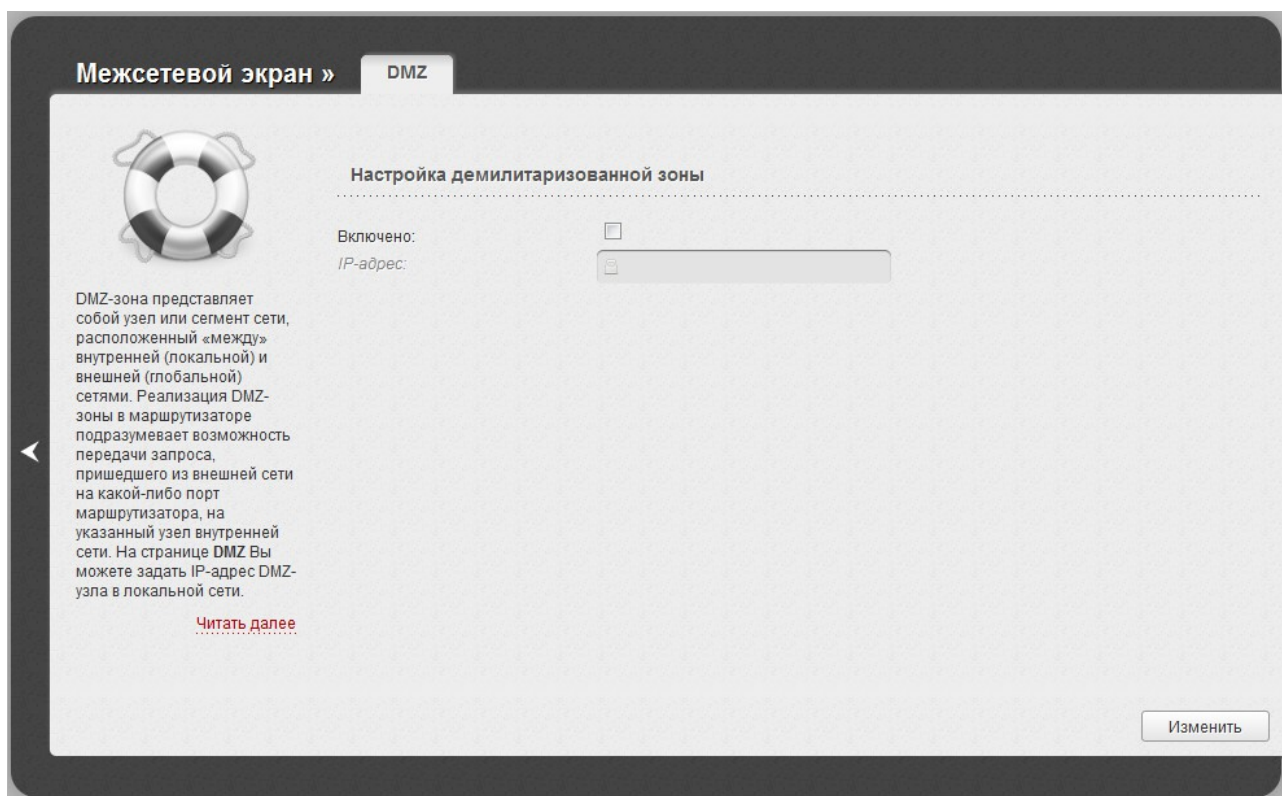 Межсетевой экран »
DMZ
Настройка демилитаризованной зоны
Включено:
IP-адрес:
DMZ-зона представляет
собой узел или сегмент сети,
расположенный «между»
внутренней (локальной) и
внешней (глобальной)
сетями. Реализация DMZ-
зоны в маршрутизаторе
подразумевает возможность
передачи запроса,
пришедшего из внешней сети
на какой-либо порт
маршрутизатора, на
указанный узел внутренней
сети. На странице DMZ Вы
можете задать IP-адрес DMZ-
узла в локальной сети.
Читать далее
Изменить